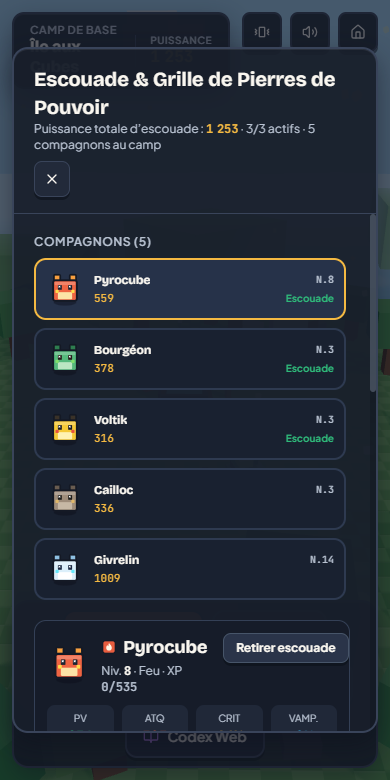 CAMP DE BASE
Île aux
PUISSANCE
Escouade & Grille de Pierres de
Pouvoir
Puissance totale d'escouade : 1 253 · 3/3 actifs · 5
compagnons au camp
COMPAGNONS (5)
Pyrocube
N.8
559
Escouade
Bourgéon
N.3
378
Escouade
Voltik
N.3
316
Escouade
Cailloc
N.3
336
Givrelin
N.14
1009
Pyrocube
Retirer escouade
Niv. 8 · Feu · XP
0/535
PV
ATQ
CRIT
VAMP.
Codex Web